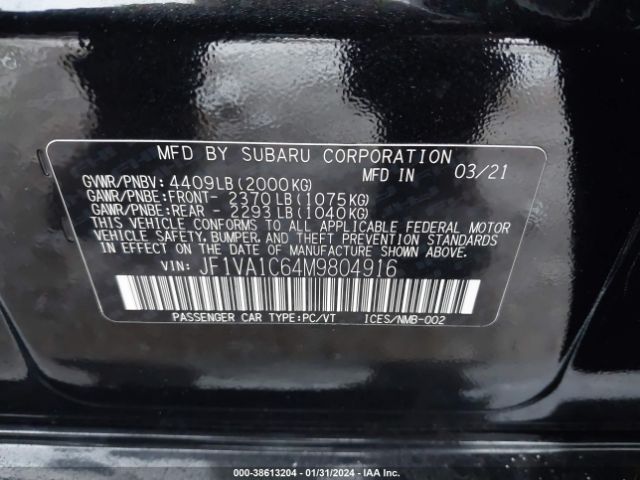 MFD BY SUBARU CORPORATION
GVWR/PNBV: 4409LB(2000KG) MFD IN 03/21
GAWR/PNBE:FRONT- 2370LB(1075KG)
GAWR/PNBE:REAR - 2293LB(1040KG)
THIS VEHICLE CONFORMS TO ALL APPLICABLE FEDERAL MOTOR
VEHICLE SAFETY, BUMPER, AND THEFT PREVENTION STANDARDS
IN EFFECT ON THE DATE OF MANUFACTURE SHOWN ABOVE.
VIN: JF1VA1C64M9804916
PASSENGER CAR TYPE:PC/VT ICES/NMB-002
000-38613204 - 01/31/2024 - IAA Inc.